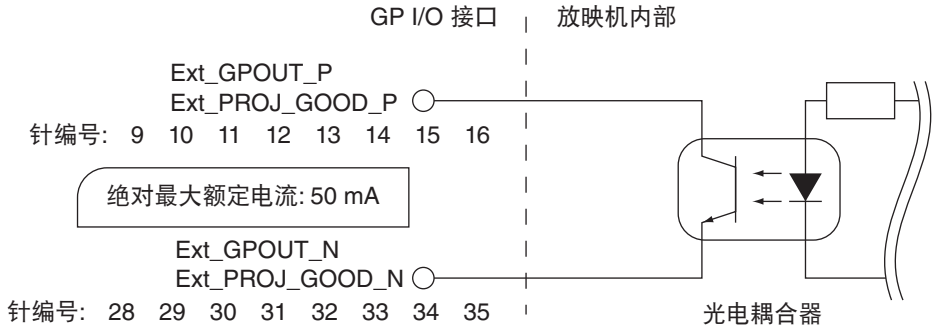 GP I/O 接口
放映机内部
Ext_GPOUT_P
Ext_PROJ_GOOD_P
针编号: 9 10 11 12 13 14 15 16
绝对最大额定电流: 50 mA
Ext_GPOUT_N
Ext_PROJ_GOOD_N
针编号: 28 29 30 31 32 33 34 35
光电耦合器